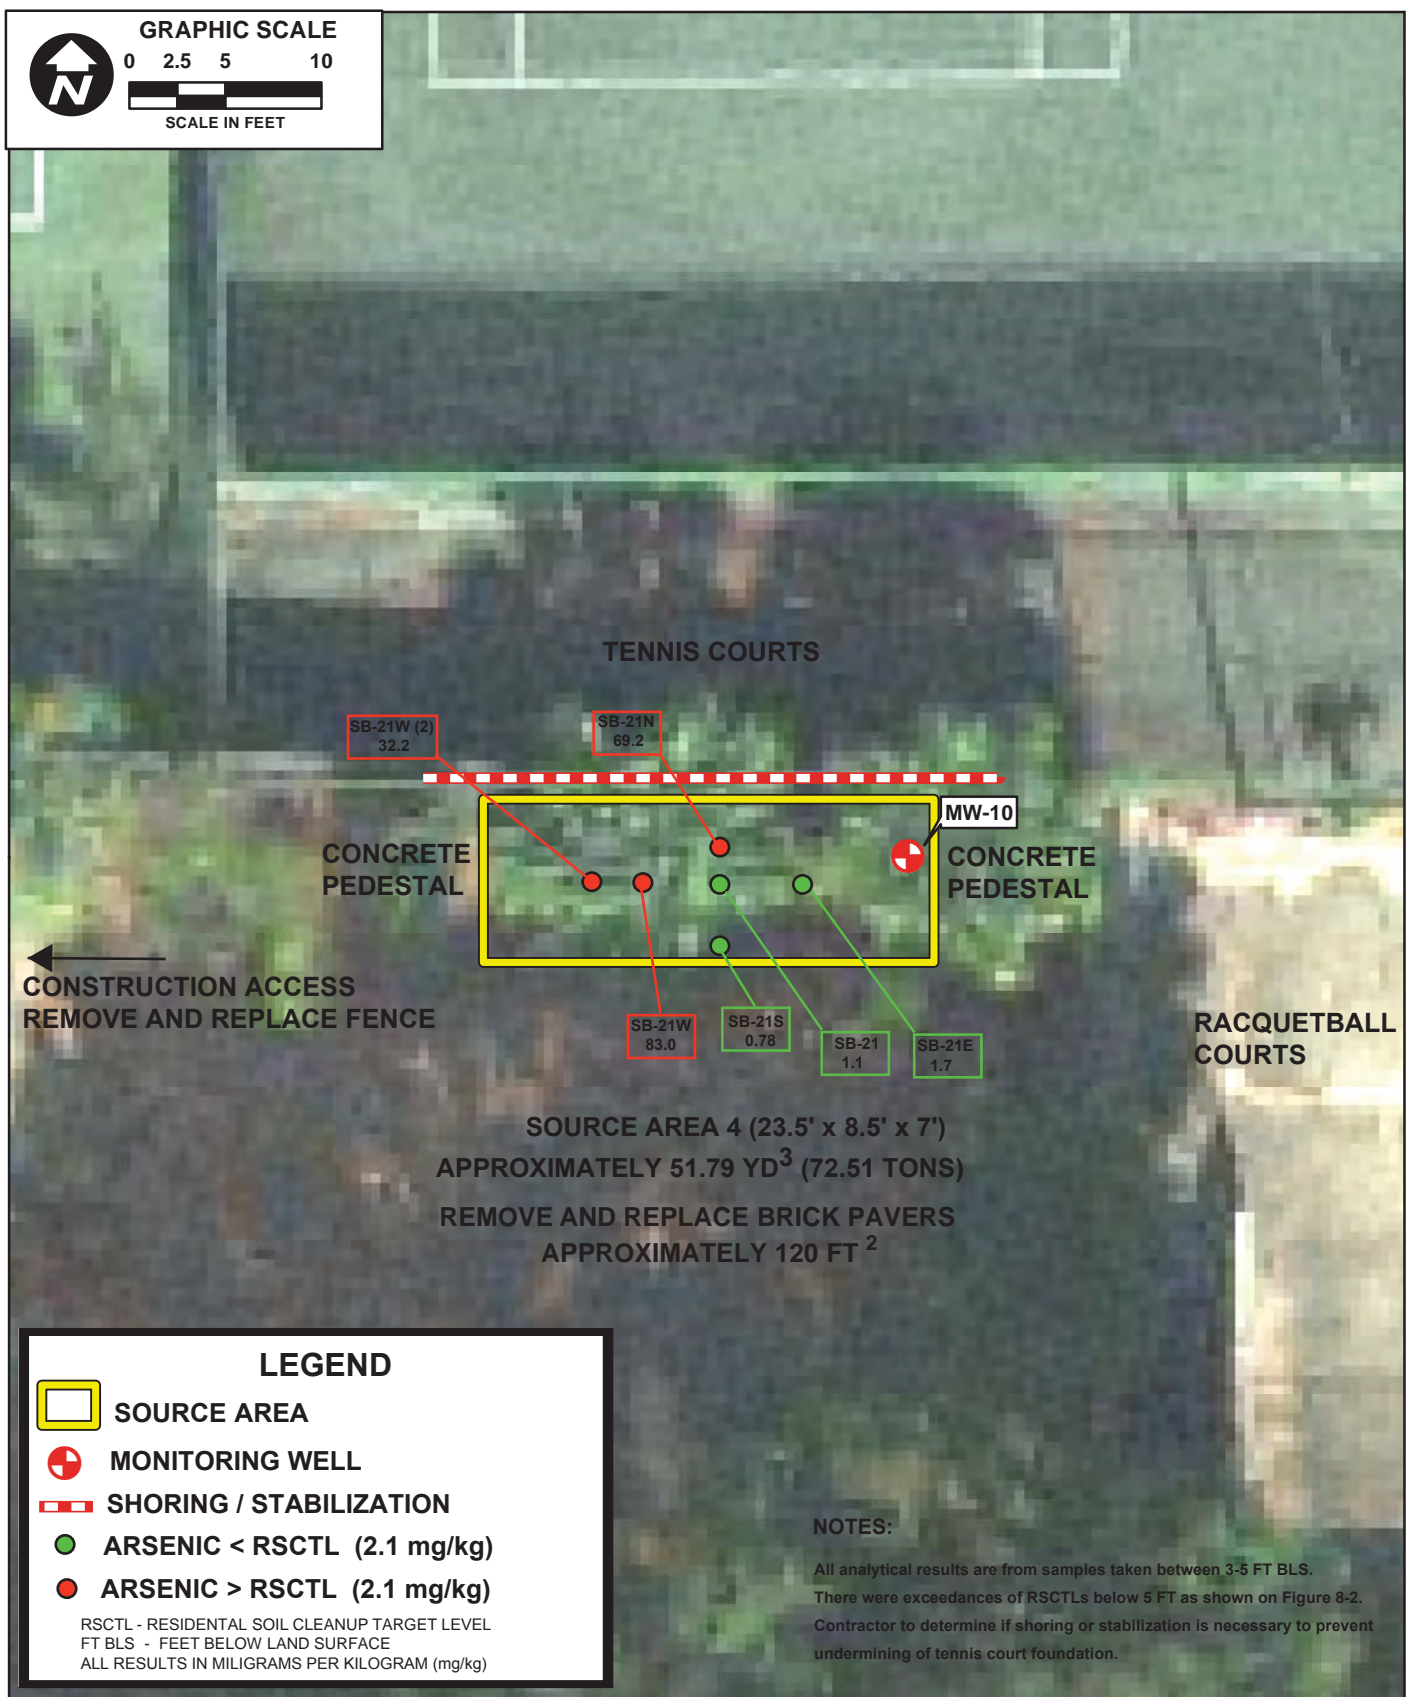 GRAPHIC SCALE
0 2.5 5 10
N
SCALE IN FEET
TENNIS COURTS
SB-21W (2)
32.2
SB-21N
69.2
MW-10
CONCRETE
PEDESTAL
CONCRETE
PEDESTAL
CONSTRUCTION ACCESS
REMOVE AND REPLACE FENCE
SB-21W
83.0
SB-21S
0.78
SB-21
1.1
SB-21E
1.7
RACQUETBALL
COURTS
SOURCE AREA 4 (23.5' x 8.5' x 7')
APPROXIMATELY 51.79 YD3 (72.51 TONS)
REMOVE AND REPLACE BRICK PAVERS
APPROXIMATELY 120 FT 2
LEGEND
SOURCE AREA
MONITORING WELL
SHORING / STABILIZATION
ARSENIC < RSCTL (2.1 mg/kg)
ARSENIC > RSCTL (2.1 mg/kg)
RSCTL - RESIDENTAL SOIL CLEANUP TARGET LEVEL
FT BLS - FEET BELOW LAND SURFACE
ALL RESULTS IN MILIGRAMS PER KILOGRAM (mg/kg)
NOTES:
All analytical results are from samples taken between 3-5 FT BLS.
There were exceedances of RSCTLs below 5 FT as shown on Figure 8-2.
Contractor to determine if shoring or stabilization is necessary to prevent
undermining of tennis court foundation.